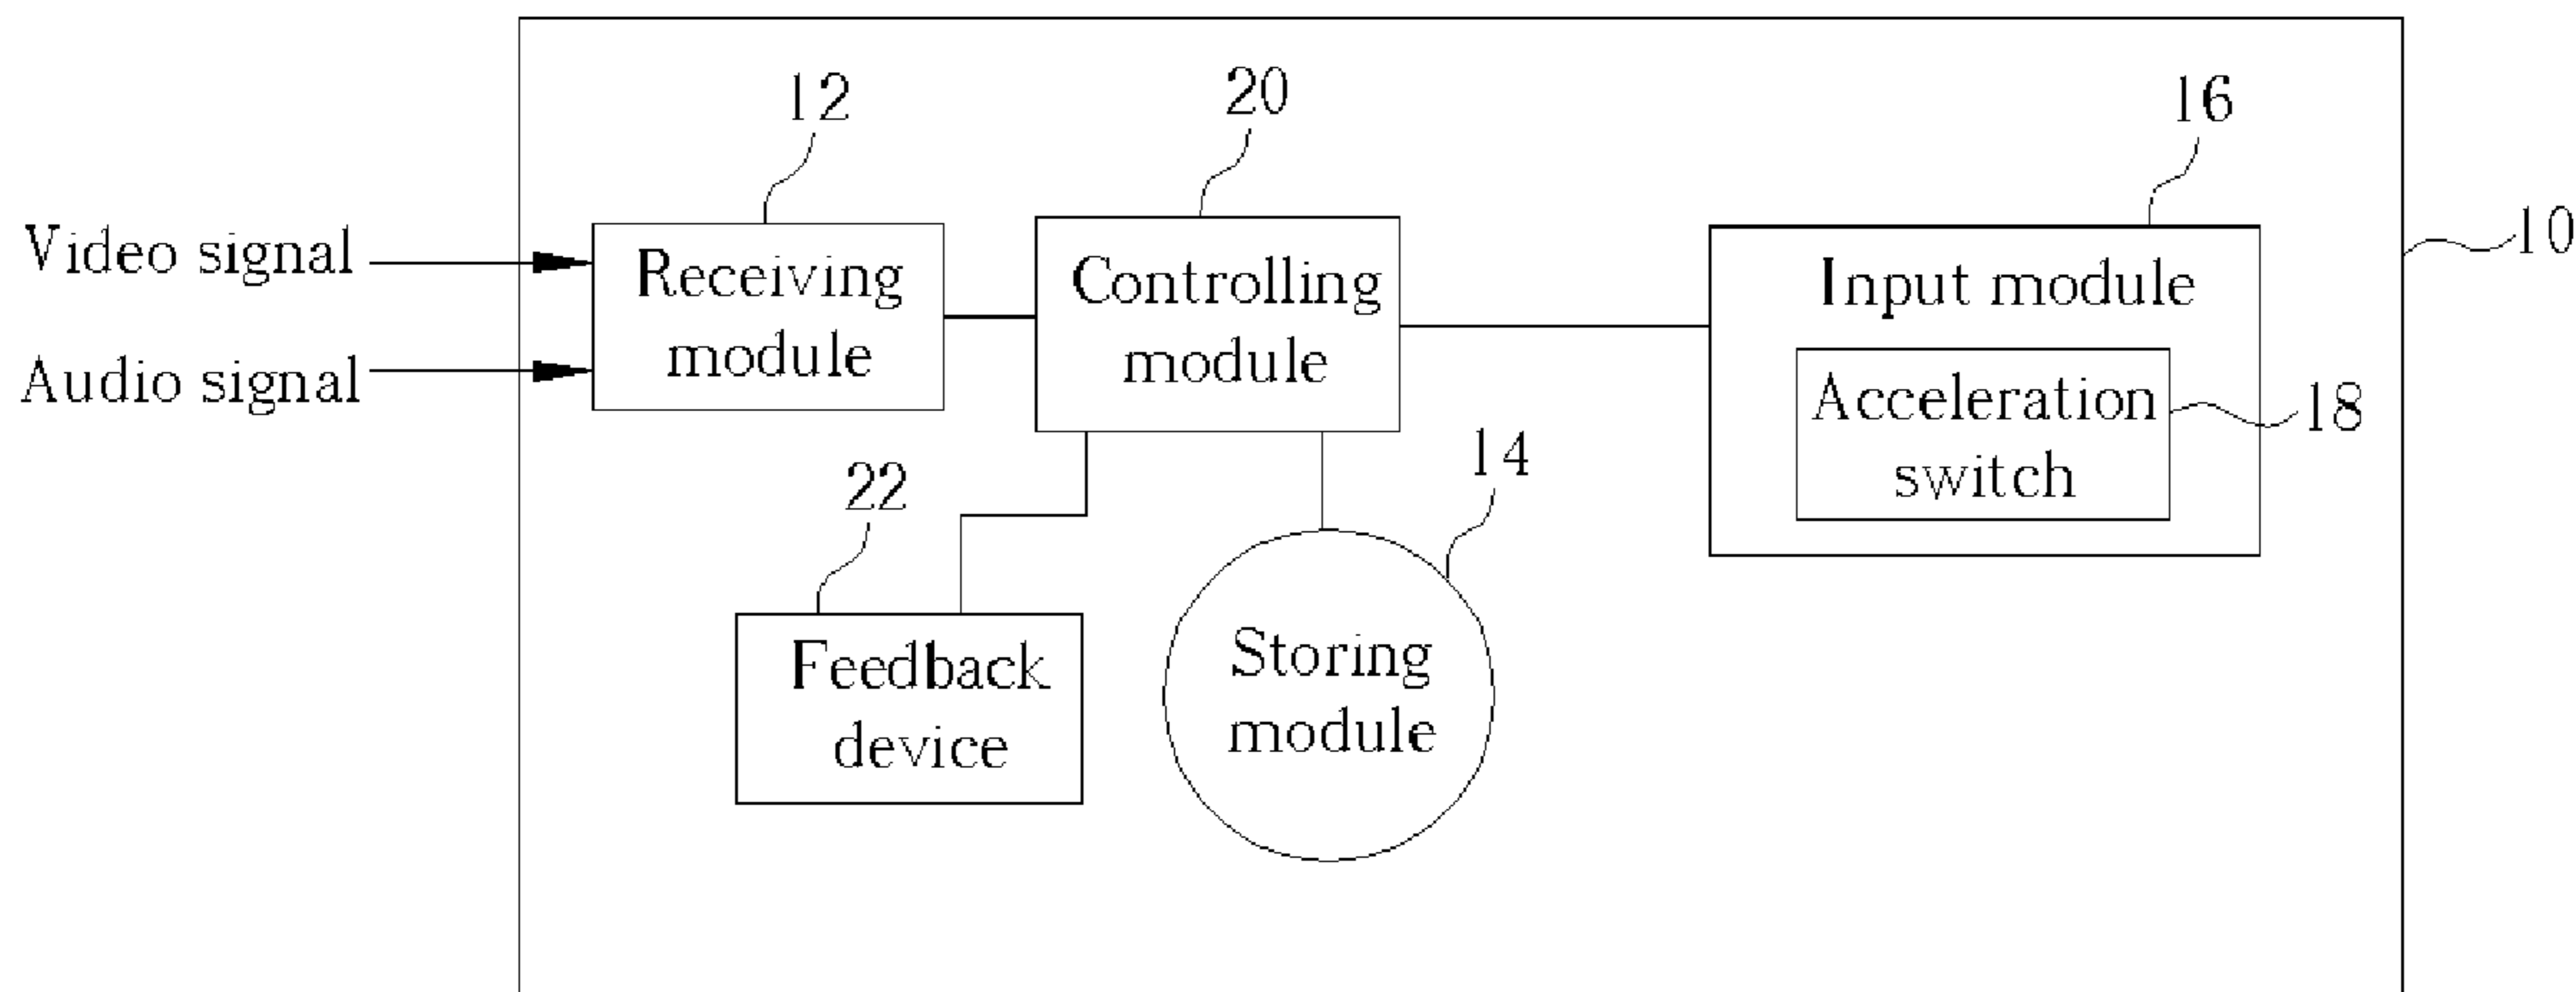 12
20
16
10
Video signal
Audio signal
Receiving
module
Controlling
module
Input module
Acceleration
switch
18
22
14
Feedback
device
Storing
module